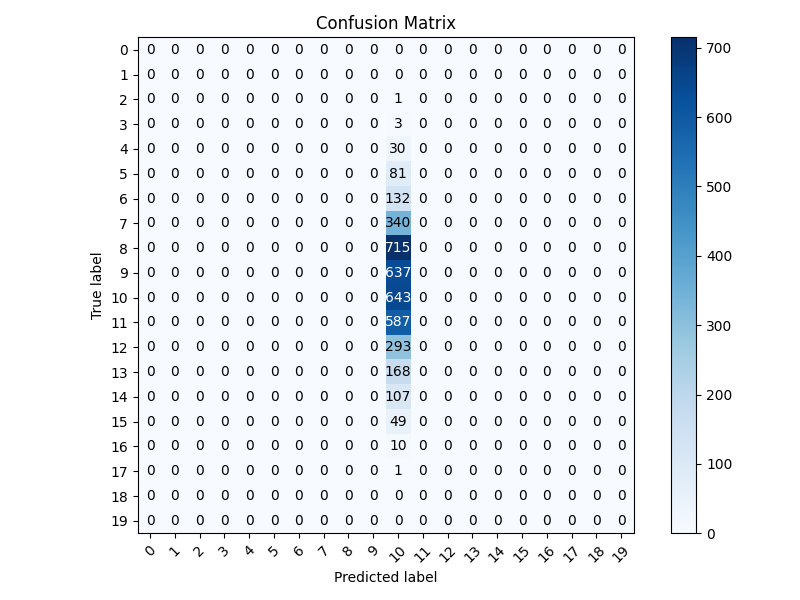 Confusion Matrix
0 0 0 0 0 0 0 0 0 0 0 0 0 0 0 0 0 0 0 0 0
1 0 0 0 0 0 0 0 0 0 0 0 0 0 0 0 0 0 0 0 0
2 0 0 0 0 0 0 0 0 0 0 1 0 0 0 0 0 0 0 0 0
3 0 0 0 0 0 0 0 0 0 0 3 0 0 0 0 0 0 0 0 0
4 0 0 0 0 0 0 0 0 0 0 30 0 0 0 0 0 0 0 0 0
5 0 0 0 0 0 0 0 0 0 0 81 0 0 0 0 0 0 0 0 0
6 0 0 0 0 0 0 0 0 0 0 132 0 0 0 0 0 0 0 0 0
7 0 0 0 0 0 0 0 0 0 0 340 0 0 0 0 0 0 0 0 0
8 0 0 0 0 0 0 0 0 0 0 715 0 0 0 0 0 0 0 0 0
9 0 0 0 0 0 0 0 0 0 0 637 0 0 0 0 0 0 0 0 0
10 0 0 0 0 0 0 0 0 0 0 643 0 0 0 0 0 0 0 0 0
11 0 0 0 0 0 0 0 0 0 0 587 0 0 0 0 0 0 0 0 0
12 0 0 0 0 0 0 0 0 0 0 293 0 0 0 0 0 0 0 0 0
13 0 0 0 0 0 0 0 0 0 0 168 0 0 0 0 0 0 0 0 0
14 0 0 0 0 0 0 0 0 0 0 107 0 0 0 0 0 0 0 0 0
15 0 0 0 0 0 0 0 0 0 0 49 0 0 0 0 0 0 0 0 0
16 0 0 0 0 0 0 0 0 0 0 10 0 0 0 0 0 0 0 0 0
17 0 0 0 0 0 0 0 0 0 0 1 0 0 0 0 0 0 0 0 0
18 0 0 0 0 0 0 0 0 0 0 0 0 0 0 0 0 0 0 0 0
19 0 0 0 0 0 0 0 0 0 0 0 0 0 0 0 0 0 0 0 0
0 1 2 3 4 5 6 7 8 9 10 11 12 13 14 15 16 17 18 19
Predicted label
True label
700
600
500
400
300
200
100
0